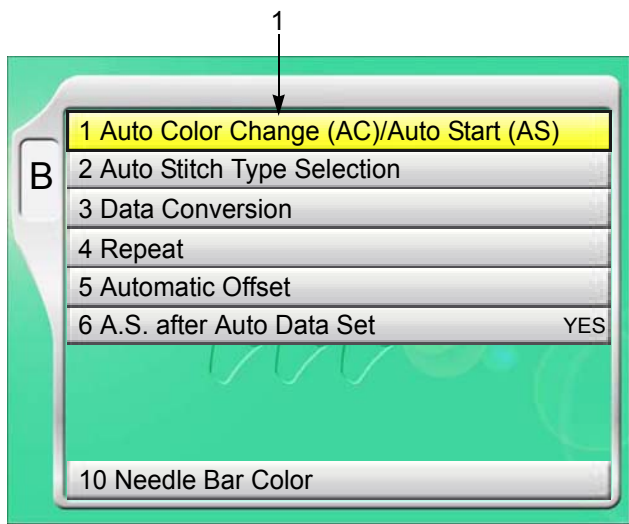 1
B
1 Auto Color Change (AC)/Auto Start (AS)
2 Auto Stitch Type Selection
3 Data Conversion
4 Repeat
5 Automatic Offset
6 A.S. after Auto Data Set YES
10 Needle Bar Color